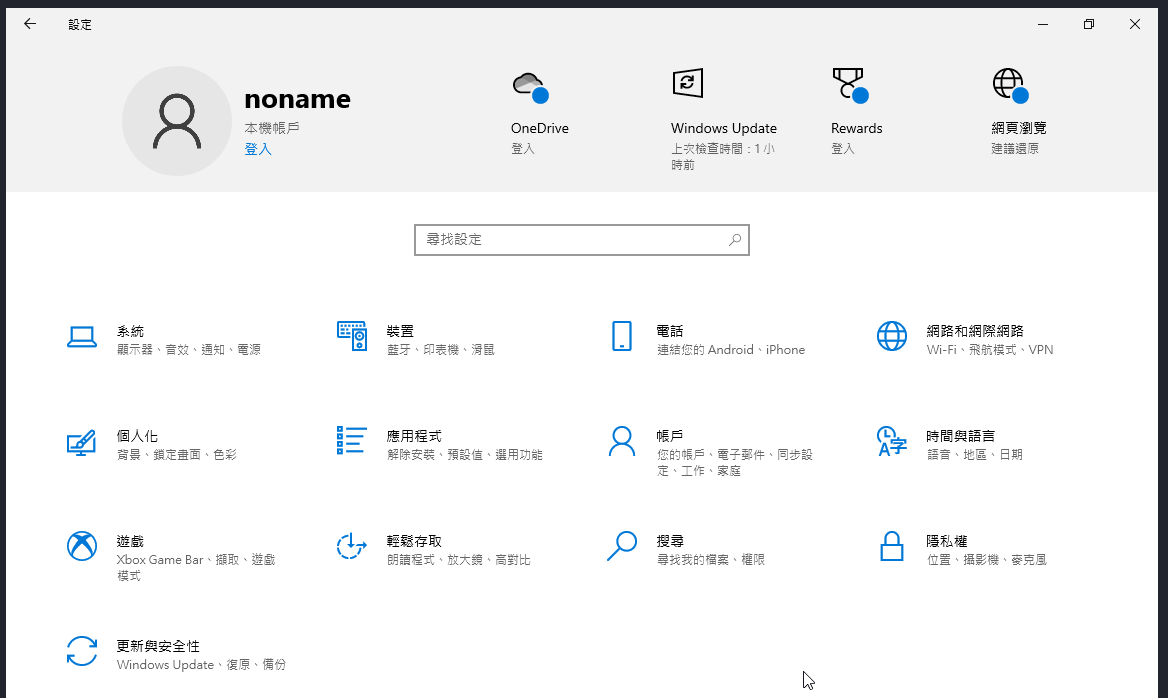 設定
noname
本機帳戶
登入
OneDrive
登入
Windows Update
上次檢查時間：1 小
時前
Rewards
登入
網頁瀏覽
建議還原
尋找設定
系統
顯示器、音效、通知、電源
裝置
藍牙、印表機、滑鼠
電話
連結您的 Android、iPhone
網路和網際網路
Wi-Fi、飛航模式、VPN
個人化
背景、鎖定畫面、色彩
應用程式
解除安裝、預設值、選用功能
帳戶
您的帳戶、電子郵件、同步設
定、工作、家庭
時間與語言
語音、地區、日期
遊戲
Xbox Game Bar、擷取、遊戲
模式
輕鬆存取
朗讀程式、放大鏡、高對比
搜尋
尋找我的檔案、權限
隱私權
位置、攝影機、麥克風
更新與安全性
Windows Update、復原、備份